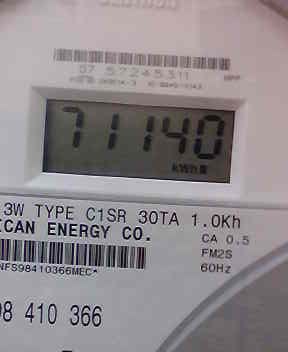 07 57245311
71140
kWh
3W TYPE C1SR 30TA 1.0Kh
ICAN ENERGY CO.
CA 0.5
FM2S
60Hz
NFS98410366MEC*
98 410 366